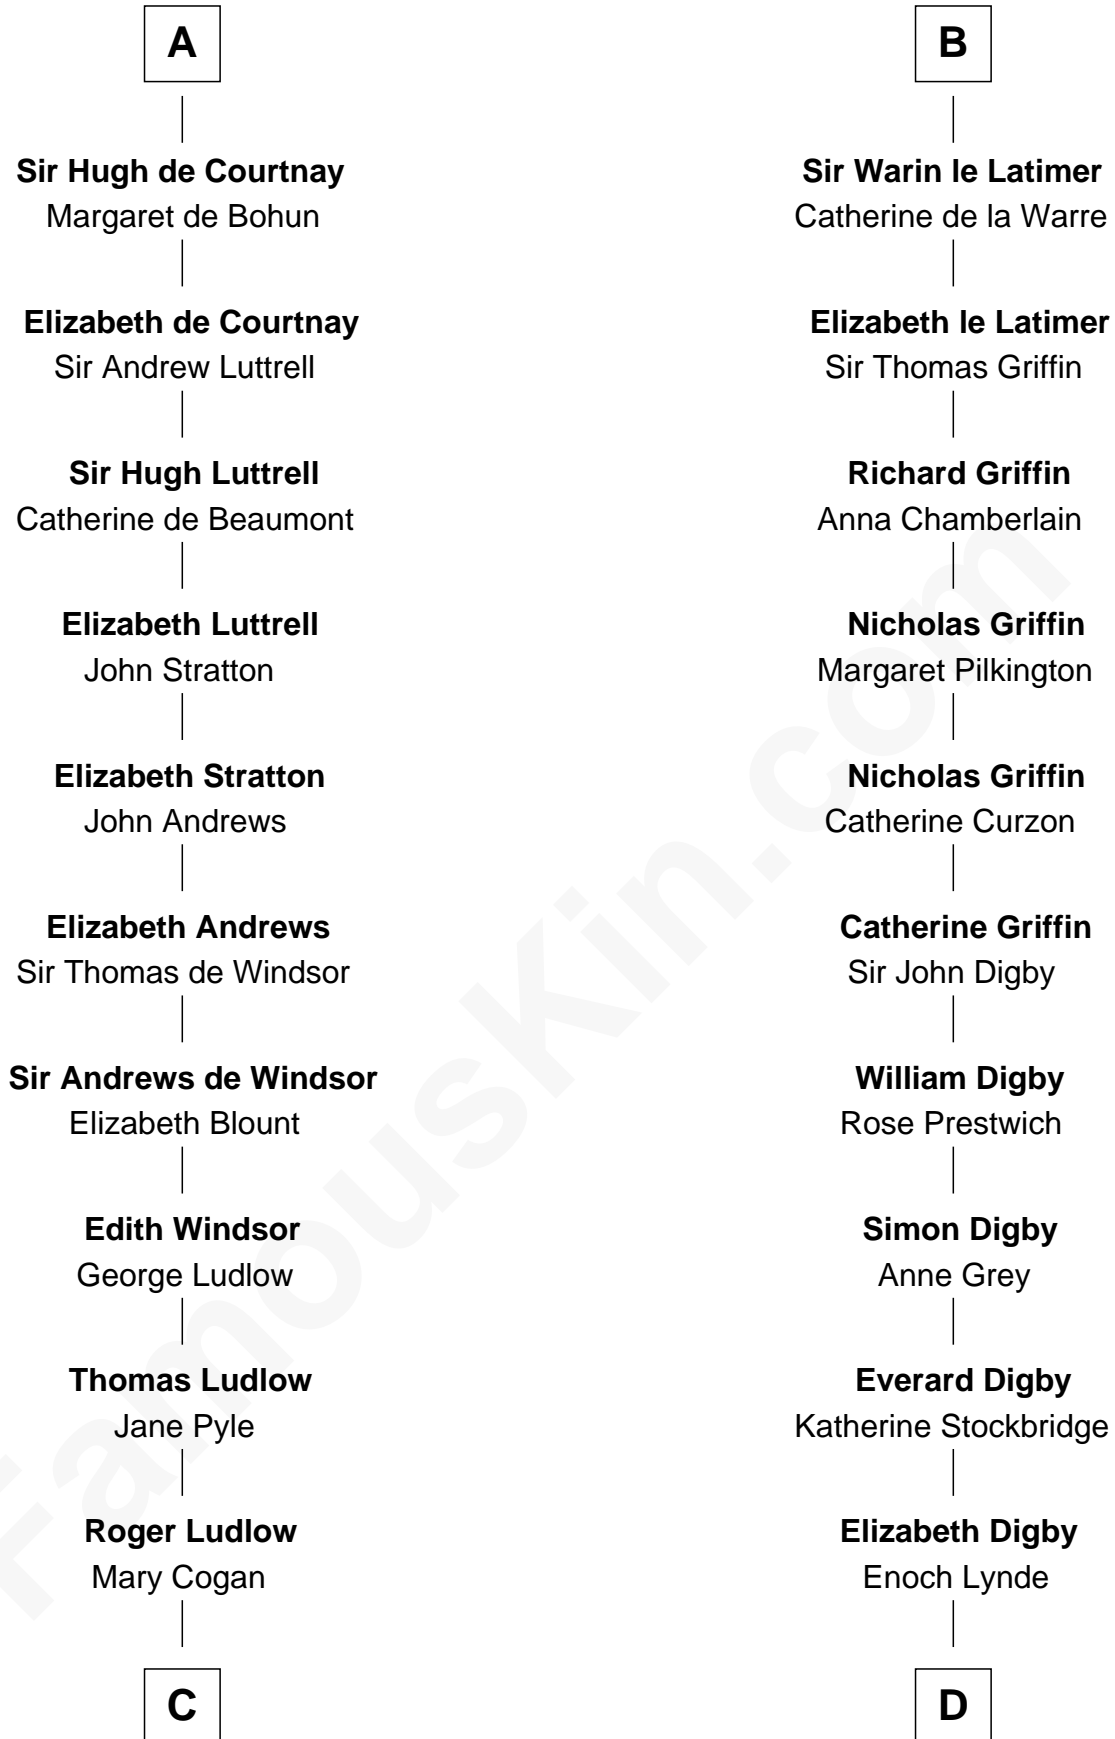 A
Sir Hugh de Courtnay
Margaret de Bohun
Elizabeth de Courtnay
Sir Andrew Luttrell
Sir Hugh Luttrell
Catherine de Beaumont
Elizabeth Luttrell
John Stratton
Elizabeth Stratton
John Andrews
Elizabeth Andrews
Sir Thomas de Windsor
Sir Andrews de Windsor
Elizabeth Blount
Edith Windsor
George Ludlow
Thomas Ludlow
Jane Pyle
Roger Ludlow
Mary Cogan
C
B
Sir Warin le Latimer
Catherine de la Warre
Elizabeth le Latimer
Sir Thomas Griffin
Richard Griffin
Anna Chamberlain
Nicholas Griffin
Margaret Pilkington
Nicholas Griffin
Catherine Curzon
Catherine Griffin
Sir John Digby
William Digby
Rose Prestwich
Simon Digby
Anne Grey
Everard Digby
Katherine Stockbridge
Elizabeth Digby
Enoch Lynde
D
FamousKin.com